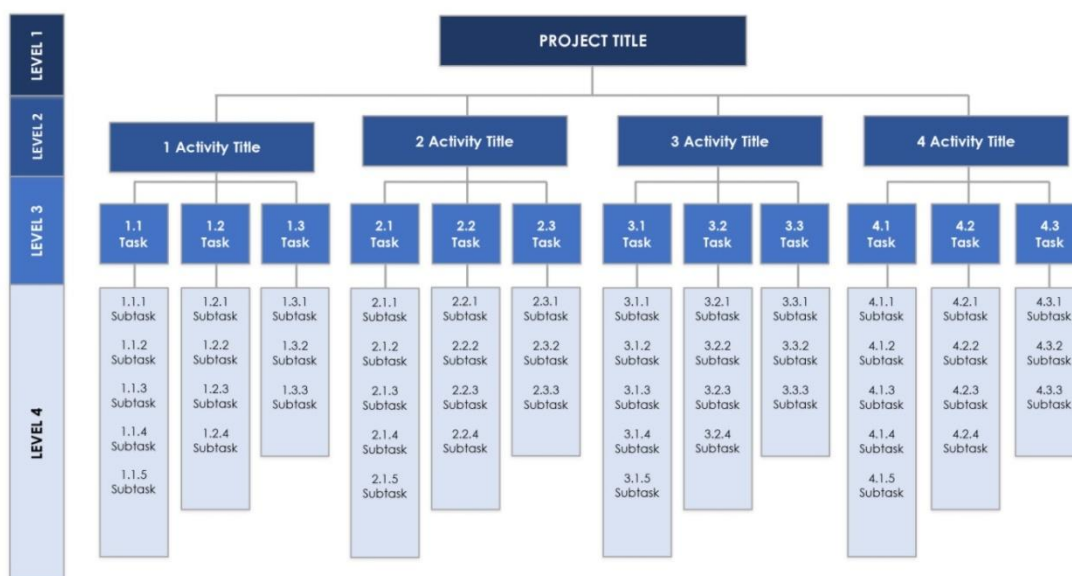 LEVEL 1
PROJECT TITLE
LEVEL 2
1 Activity Title
2 Activity Title
3 Activity Title
4 Activity Title
LEVEL 3
1.1
Task
1.2
Task
1.3
Task
2.1
Task
2.2
Task
2.3
Task
3.1
Task
3.2
Task
3.3
Task
4.1
Task
4.2
Task
4.3
Task
LEVEL 4
1.1.1
Subtask
1.1.2
Subtask
1.1.3
Subtask
1.1.4
Subtask
1.1.5
Subtask
1.2.1
Subtask
1.2.2
Subtask
1.2.3
Subtask
1.2.4
Subtask
1.3.1
Subtask
1.3.2
Subtask
1.3.3
Subtask
2.1.1
Subtask
2.1.2
Subtask
2.1.3
Subtask
2.1.4
Subtask
2.1.5
Subtask
2.2.1
Subtask
2.2.2
Subtask
2.2.3
Subtask
2.2.4
Subtask
2.3.1
Subtask
2.3.2
Subtask
2.3.3
Subtask
3.1.1
Subtask
3.1.2
Subtask
3.1.3
Subtask
3.1.4
Subtask
3.1.5
Subtask
3.2.1
Subtask
3.2.2
Subtask
3.2.3
Subtask
3.2.4
Subtask
3.3.1
Subtask
3.3.2
Subtask
3.3.3
Subtask
4.1.1
Subtask
4.1.2
Subtask
4.1.3
Subtask
4.1.4
Subtask
4.1.5
Subtask
4.2.1
Subtask
4.2.2
Subtask
4.2.3
Subtask
4.2.4
Subtask
4.3.1
Subtask
4.3.2
Subtask
4.3.3
Subtask